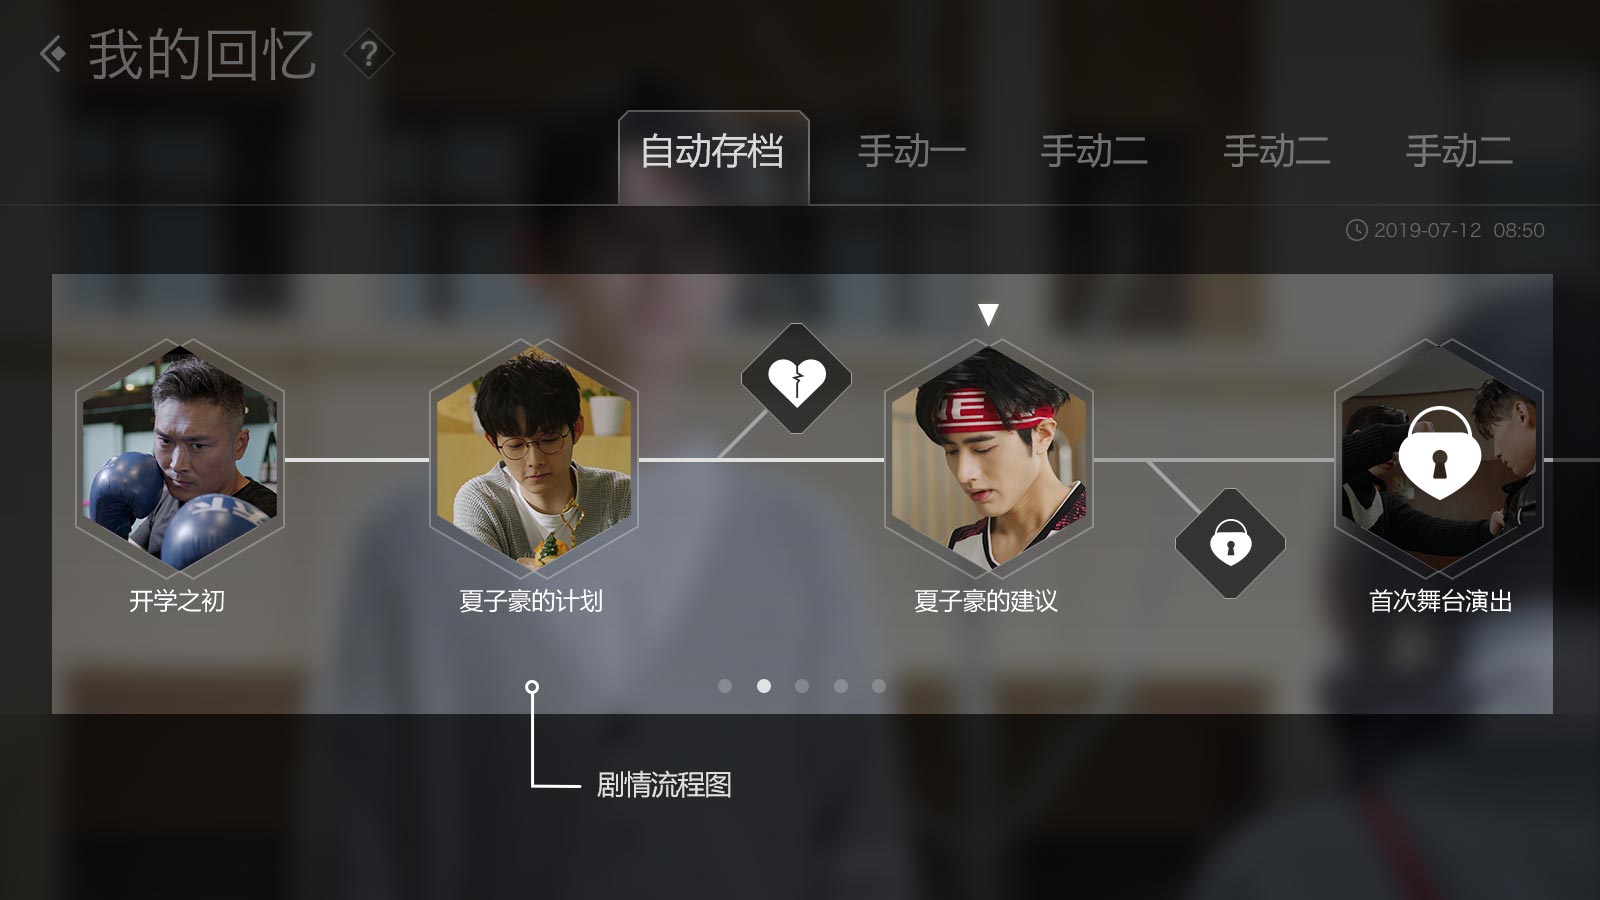 我的回忆 ?
自动存档 手动一 手动二 手动二 手动二
2019-07-12 08:50
开学之初 夏子豪的计划 夏子豪的建议 首次舞台演出
剧情流程图